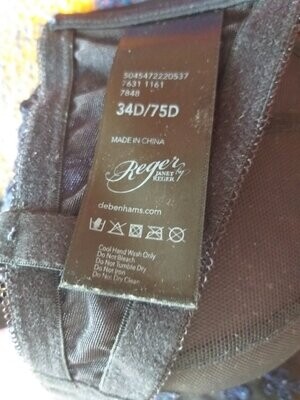 5045472220537
7631 1161
7848
34D/75D
MADE IN CHINA
Reger by
JANET
REGER
debenhams.com
Cool Hand Wash Only
Do Not Bleach
Do Not Tumble Dry
Do Not Iron
Do Not Dry Clean